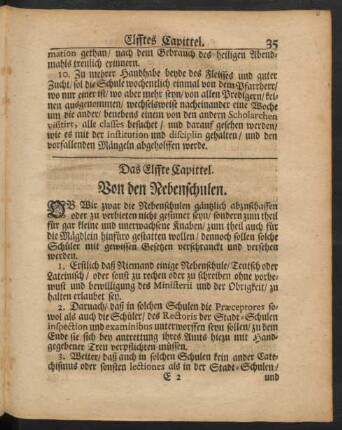 Elfftes Capittel. 35
mation gethan/ nach dem Gebrauch des heiligen Abend-
mahls treulich erinnern.
10. Zu mehrer Handhabe beyde des Fleisses und guter
Zucht/ sol die Schule wochentlich einmal von dem Pfarrherr/
wo nur einer ist/ wo aber mehr seyn/ von allen Predigern/ kei-
nen ausgenommen/ wechselsweise nacheinander eine Woche
um die ander/ benebens einem von den andern Scholarchen
visitirt, alle classes besuchet/ und darauf gesehen werden/
wie es mit der institution und disciplin gehalten/ und den
vorfallenden Mängeln abgeholffen werde.
Das Elffte Capittel.
Von den Nebenschulen.
OB Wir zwar die Nebenschulen gäntzlich abzuschaffen
oder zu verbieten nicht gesinnet seyn/ sondern zum theil
für gar kleine und unerwachsene Knaben/ zum theil auch für
die Mägdlein hinfüro gestatten wollen/ dennoch sollen solche
Schüler mit gewissen Gesetzen verschranckt und versehen
werden.
1. Erstlich daß Niemand einige Nebenschule/ Teutsch oder
Lateinisch/ oder sonst zu rechen oder zu schreiben ohne vorbe-
wust und bewilligung des Ministerii und der Obrigkeit/ zu
halten erlaubet sey.
2. Darnach/ daß in solchen Schulen die Præceptores so-
wol als auch die Schüler/ des Rectoris der Stadt-Schulen
inspection und examinibus unterworffen seyn sollen/ zu dem
Ende sie sich bey antrettung ihres Amts hiezu mit Hand-
gegebener Treu verpflichten müssen.
3. Weiter/ daß auch in solchen Schulen kein ander Cate-
chismus oder sonsten lectiones als in der Stadt-Schulen/
E 2 und